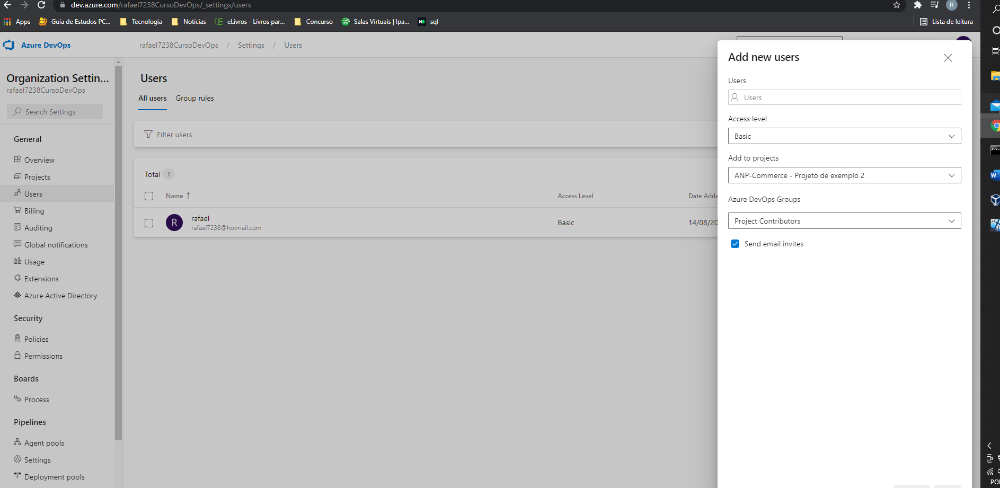 dev.azure.com/rafael7238CursoDevOps/_settings/users
R
Apps
Guia de Estudos PC...
Tecnologia
Noticias
eLivros - Livros par...
Concurso
Salas Virtuais | Ipa...
sql
Lista de leitura
Azure DevOps
rafael7238CursoDevOps / Settings / Users
Organization Settin...
rafael7238CursoDevOps
Search Settings
General
Overview
Projects
Users
Billing
Auditing
Global notifications
Usage
Extensions
Azure Active Directory
Security
Policies
Permissions
Boards
Process
Pipelines
Agent pools
Settings
Deployment pools
Users
All users
Group rules
Filter users
Total 1
Name ↑
Access Level
Date Adde
R
rafael
rafael7238@hotmail.com
Basic
14/08/20
Add new users
Users
Users
Access level
Basic
Add to projects
ANP-Commerce - Projeto de exemplo 2
Azure DevOps Groups
Project Contributors
Send email invites
W